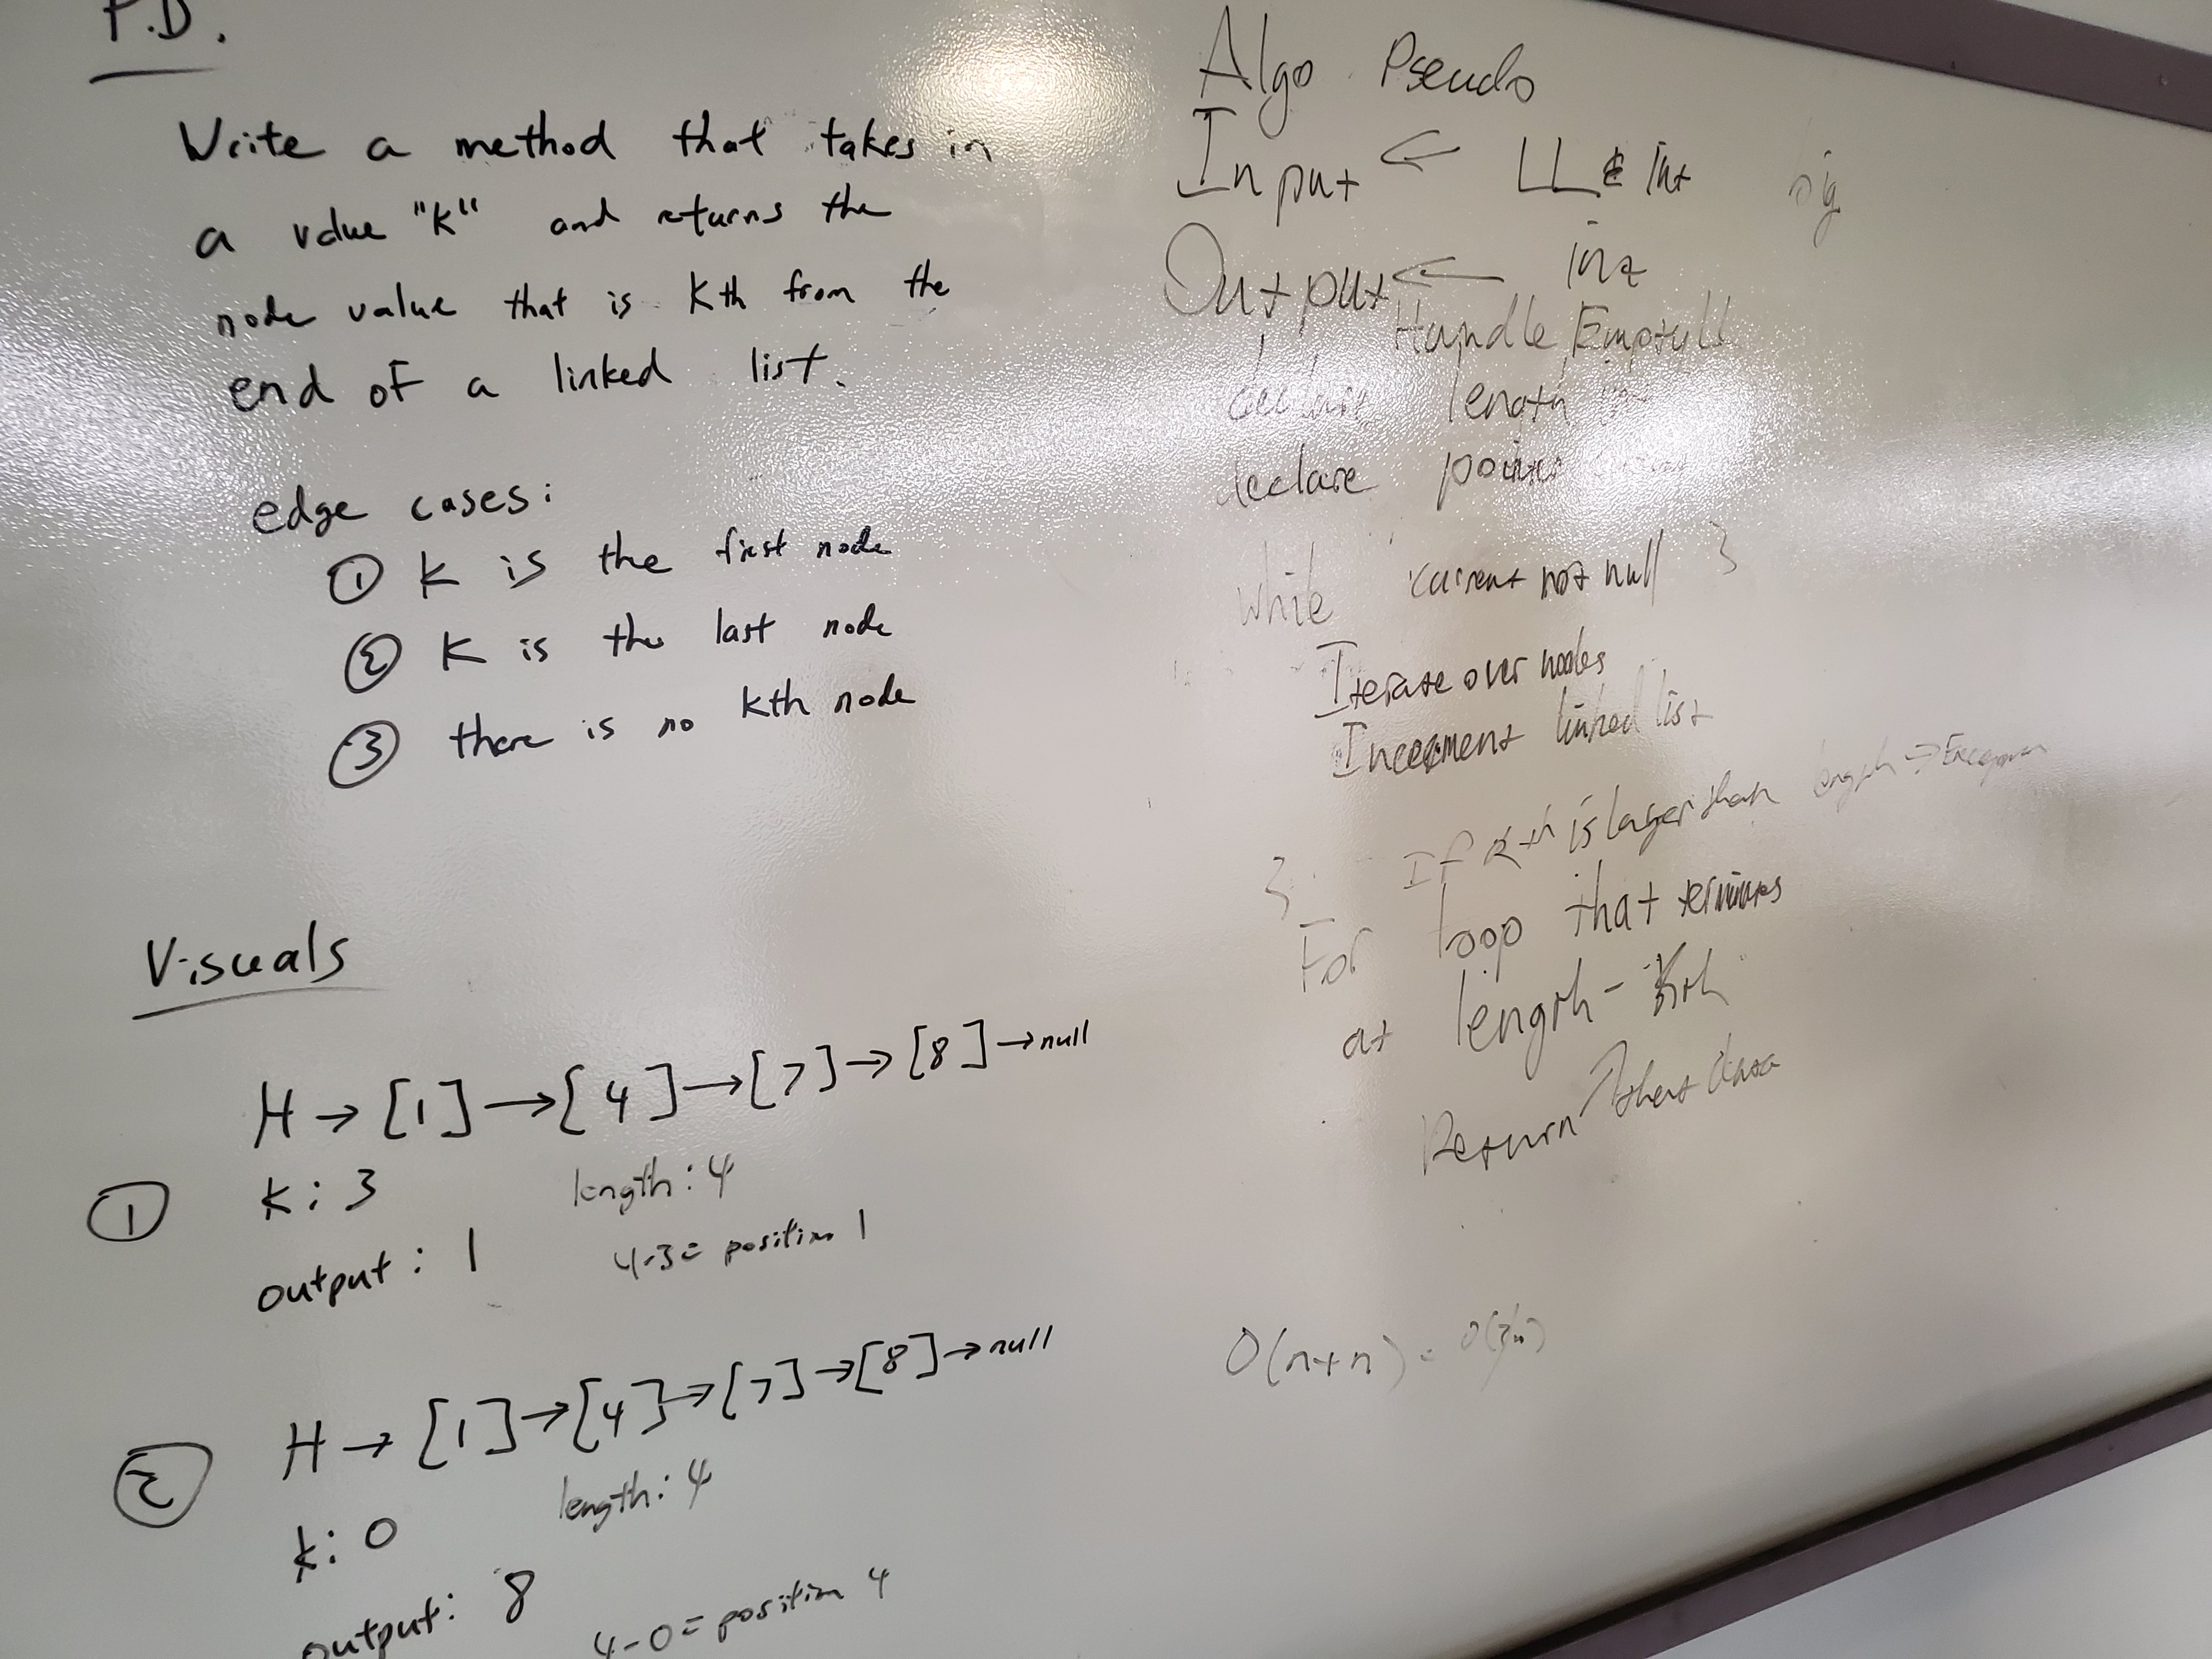 P.D.
Write a method that takes in
a value "k" and returns the
node value that is kth from the
end of a linked list.
edge cases:
① K is the first node
② K is the last node
③ there is no kth node
Visuals
H → [1] → [4] → [7] → [8] → null
① k: 3 length: 4
output: 1 4-3= position 1
② H → [1] → [4] → [7] → [8] → null
k: 0 length: 4
output: 8 4-0= position 4
Algo Pseudo
Input ← LL & int
Output ← int
Handle Empty LL
declare length
declare pointer
while current not null }
Iterate over nodes
Increment linked list
If kth is larger than length → Exception
}
For loop that terminates
at length - kth
Return that data
O(n+n) =